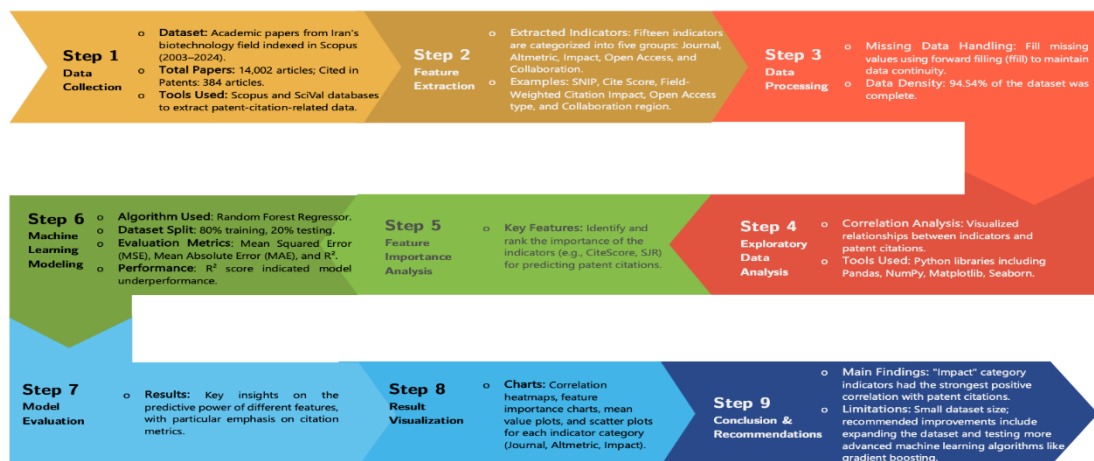 Step 1
Data
Collection
o Dataset: Academic papers from Iran's
biotechnology field indexed in Scopus
(2003–2024).
o Total Papers: 14,002 articles; Cited in
Patents: 384 articles.
o Tools Used: Scopus and SciVal databases
to extract patent-citation-related data.
Step 2
Feature
Extraction
o Extracted Indicators: Fifteen indicators
are categorized into five groups: Journal,
Altmetric, Impact, Open Access, and
Collaboration.
o Examples: SNIP, Cite Score, Field-
Weighted Citation Impact, Open Access
type, and Collaboration region.
Step 3
Data
Processing
o Missing Data Handling: Fill missing
values using forward filling (ffill) to maintain
data continuity.
o Data Density: 94.54% of the dataset was
complete.
Step 4
Exploratory
Data
Analysis
o Correlation Analysis: Visualized
relationships between indicators and
patent citations.
o Tools Used: Python libraries including
Pandas, NumPy, Matplotlib, Seaborn.
Step 5
Feature
Importance
Analysis
o Key Features: Identify and
rank the importance of the
indicators (e.g., CiteScore, SJR)
for predicting patent citations.
Step 6
Machine
Learning
Modeling
o Algorithm Used: Random Forest Regressor.
o Dataset Split: 80% training, 20% testing.
o Evaluation Metrics: Mean Squared Error
(MSE), Mean Absolute Error (MAE), and R².
o Performance: R² score indicated model
underperformance.
Step 7
Model
Evaluation
o Results: Key insights on the
predictive power of different features,
with particular emphasis on citation
metrics.
Step 8
Result
Visualization
o Charts: Correlation
heatmaps, feature
importance charts, mean
value plots, and scatter plots
for each indicator category
(Journal, Altmetric, Impact).
Step 9
Conclusion &
Recommendations
o Main Findings: "Impact" category
indicators had the strongest positive
correlation with patent citations.
o Limitations: Small dataset size;
recommended improvements include
expanding the dataset and testing more
advanced machine learning algorithms like
gradient boosting.